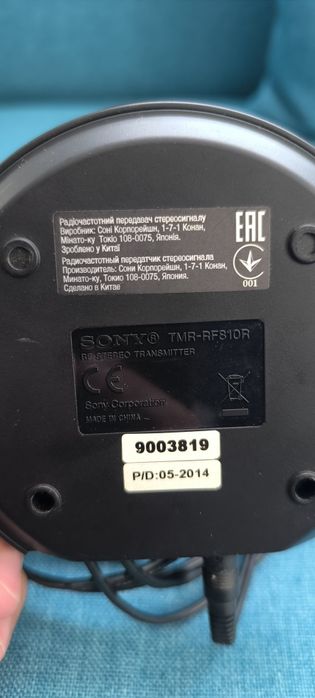 Радіочастотний передавач стереосигналу
Виробник: Соні Корпорейшн, 1-7-1 Конан,
Мінато-ку Токіо 108-0075, Японія.
Зроблено у Китаї
Радиочастотный передатчик стереосигнала
Производитель: Сони Корпорейшн, 1-7-1 Конан,
Минато-ку, Токио 108-0075, Япония.
Сделано в Китае
EAC
001
SONY® TMR-RF810R
RF STEREO TRANSMITTER
CE
Sony Corporation
MADE IN CHINA
9003819
P/D:05-2014